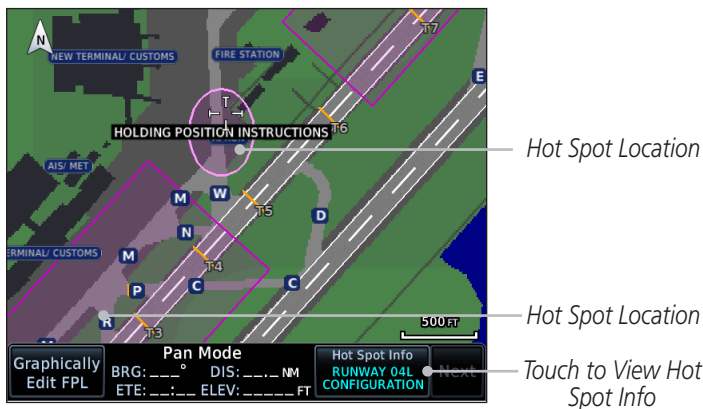 N
T7
NEW TERMINAL/ CUSTOMS
FIRE STATION
E
T
HOLDING POSITION INSTRUCTIONS
T6
Hot Spot Location
AIS/ MET
M
W
T5
D
N
ERMINAL/ CUSTOMS
M
T4
P
C
C
R
T3
500 FT
Hot Spot Location
Graphically
Edit FPL
Pan Mode
BRG: ___° DIS: __._ NM
ETE: __:__ ELEV: _____ FT
Hot Spot Info
RUNWAY 04L
CONFIGURATION
Next
Touch to View Hot
Spot Info